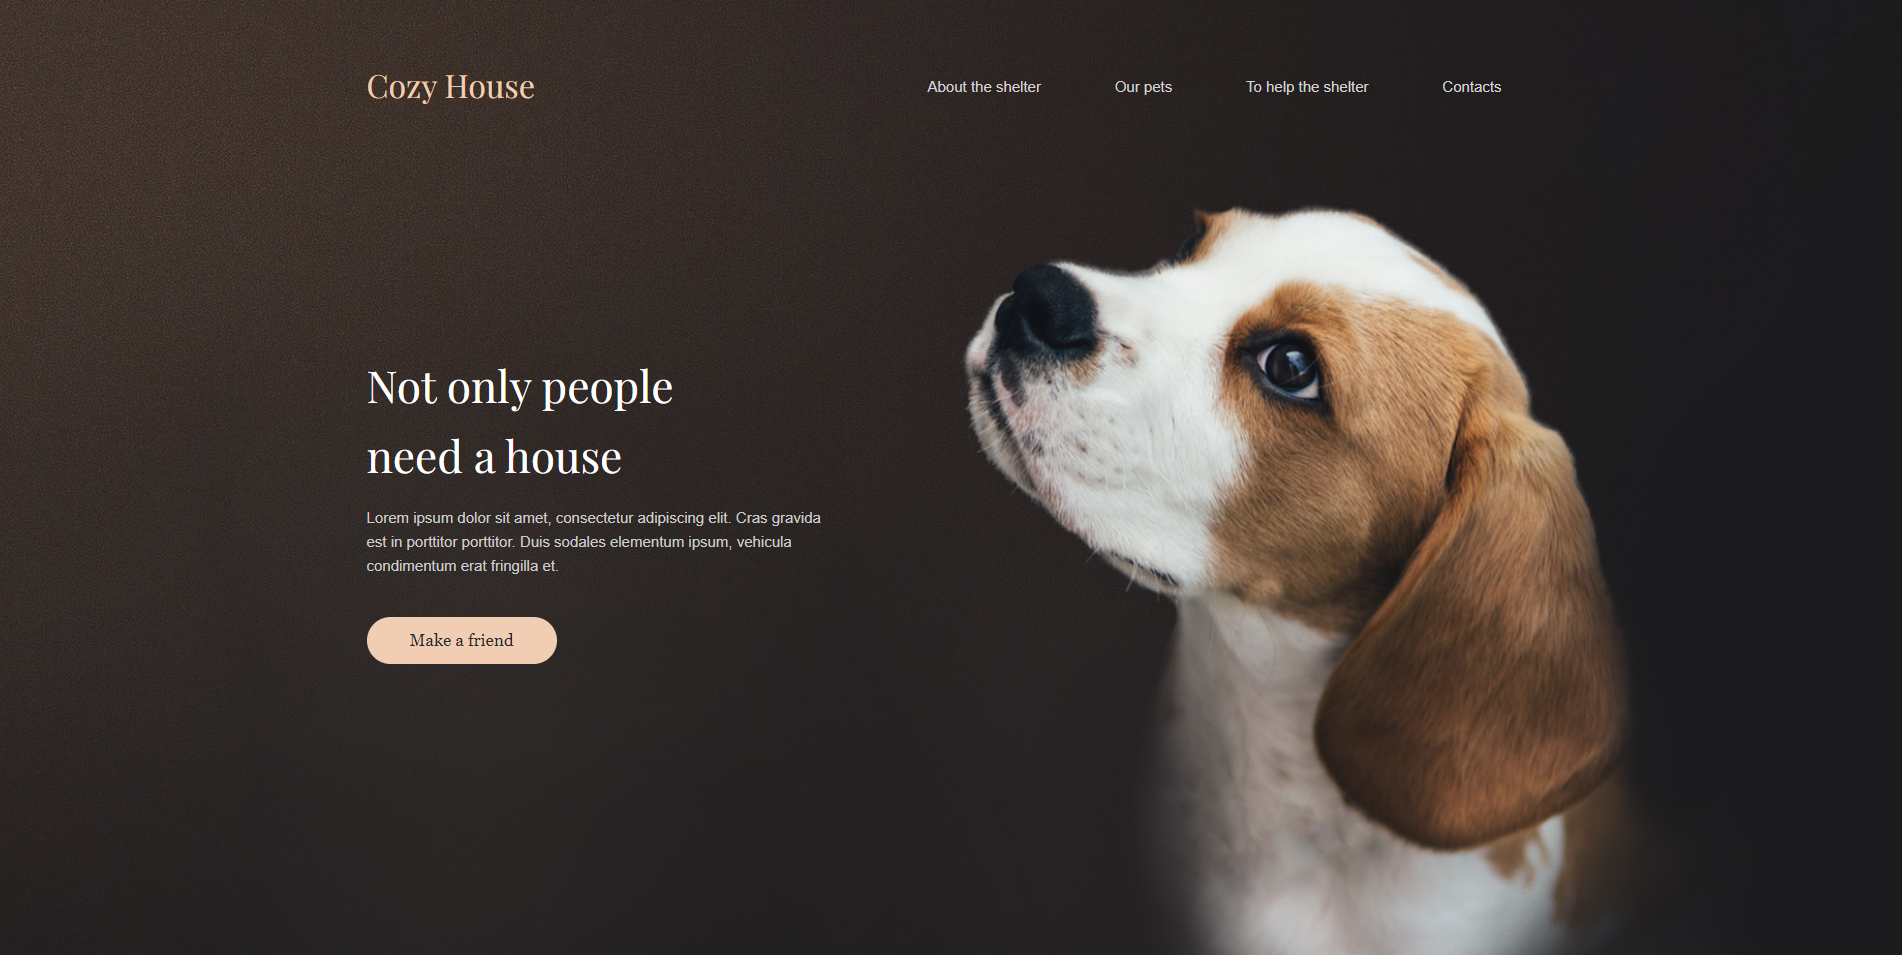 Cozy House
About the shelter
Our pets
To help the shelter
Contacts
Not only people
need a house
Lorem ipsum dolor sit amet, consectetur adipiscing elit. Cras gravida
est in porttitor porttitor. Duis sodales elementum ipsum, vehicula
condimentum erat fringilla et.
Make a friend